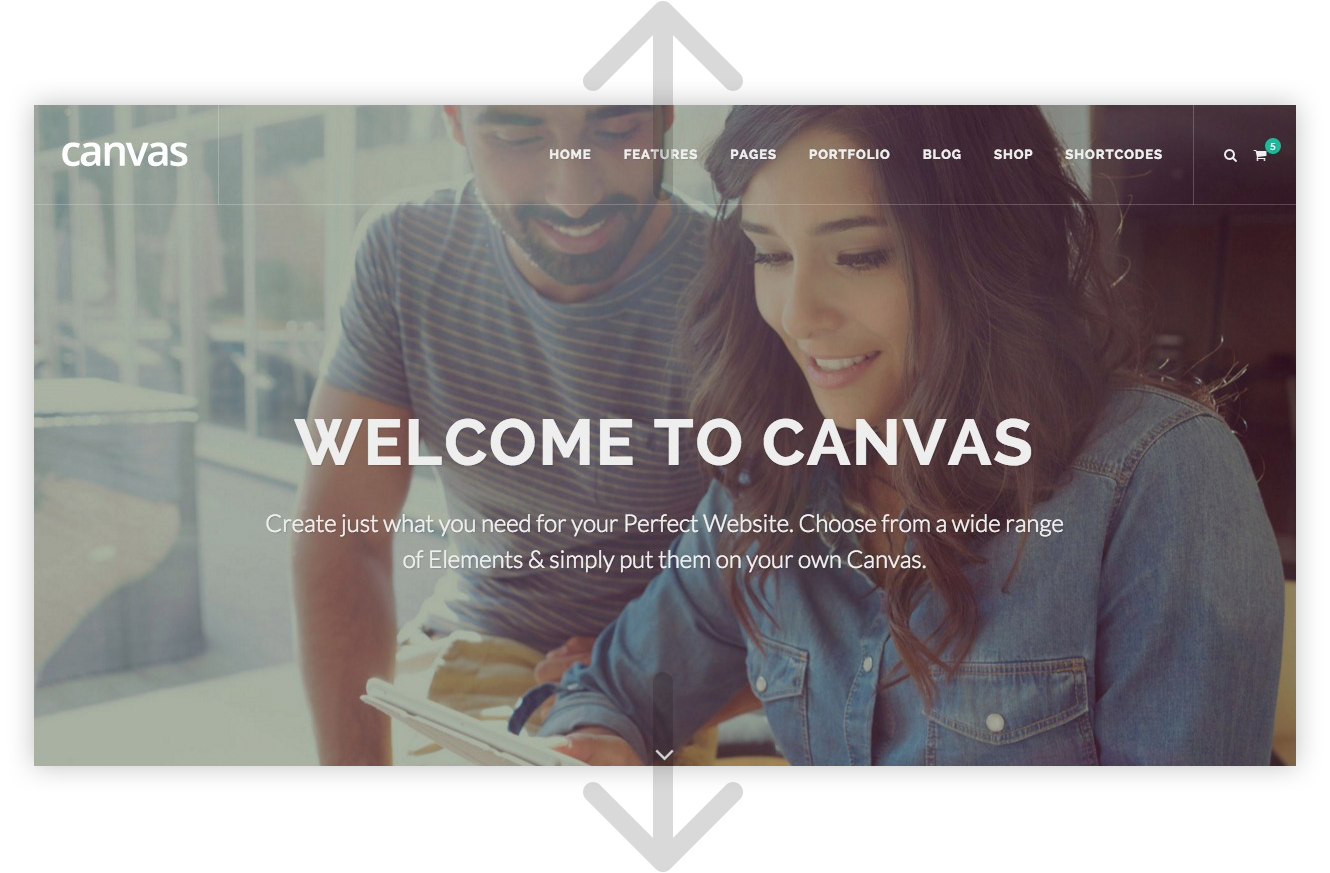 canvas
HOME FEATURES PAGES PORTFOLIO BLOG SHOP SHORTCODES
5
WELCOME TO CANVAS
Create just what you need for your Perfect Website. Choose from a wide range
of Elements & simply put them on your own Canvas.